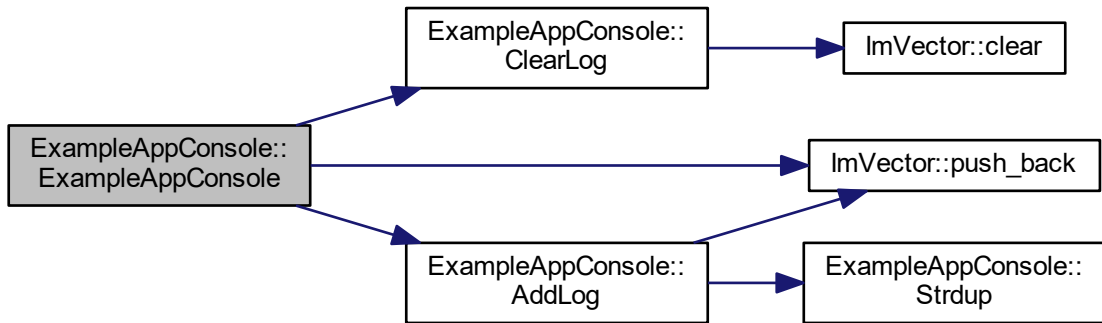 ExampleAppConsole::
ExampleAppConsole
ExampleAppConsole::
ClearLog
ImVector::clear
ImVector::push_back
ExampleAppConsole::
AddLog
ExampleAppConsole::
Strdup